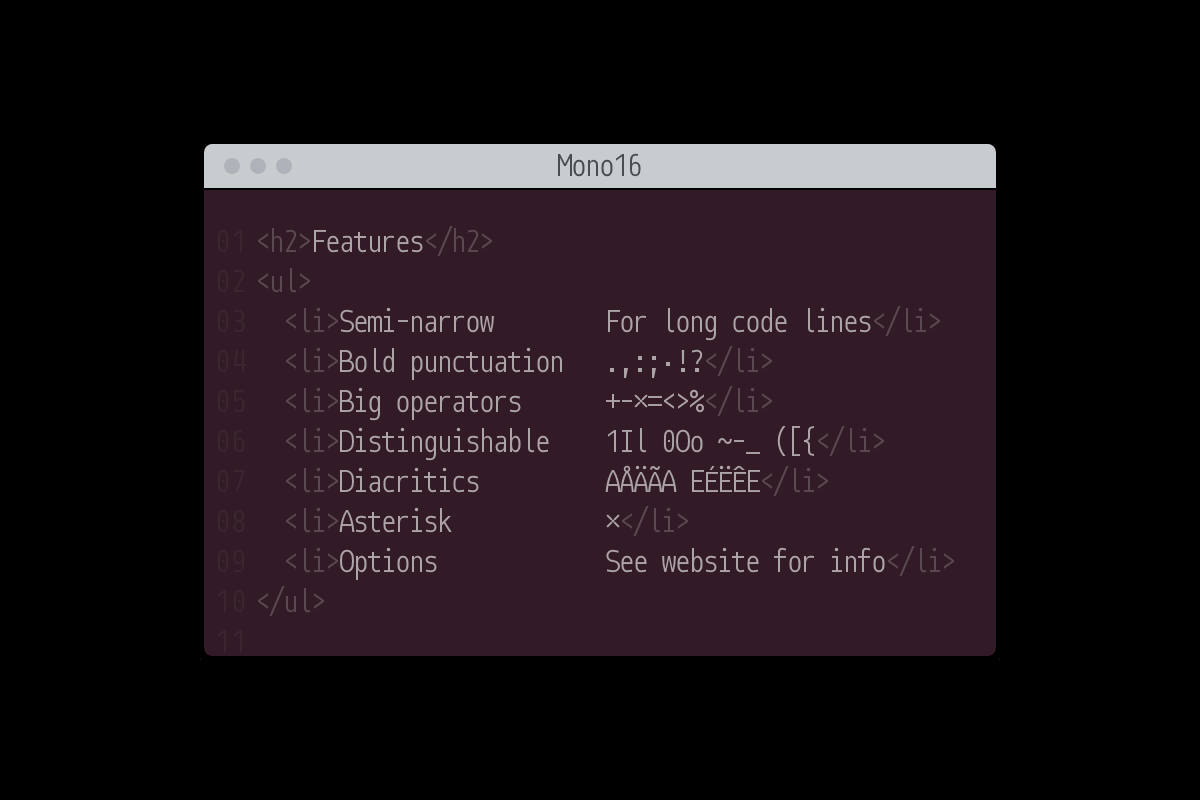 Mono16
01 <h2>Features</h2>
02 <ul>
03   <li>Semi-narrow        For long code lines</li>
04   <li>Bold punctuation   .,:;·!?</li>
05   <li>Big operators      +-×=<>%</li>
06   <li>Distinguishable    1Il 0Oo ~-_ ([{</li>
07   <li>Diacritics         AÅÄÃA EÉËÊE</li>
08   <li>Asterisk           ×</li>
09   <li>Options            See website for info</li>
10 </ul>
11